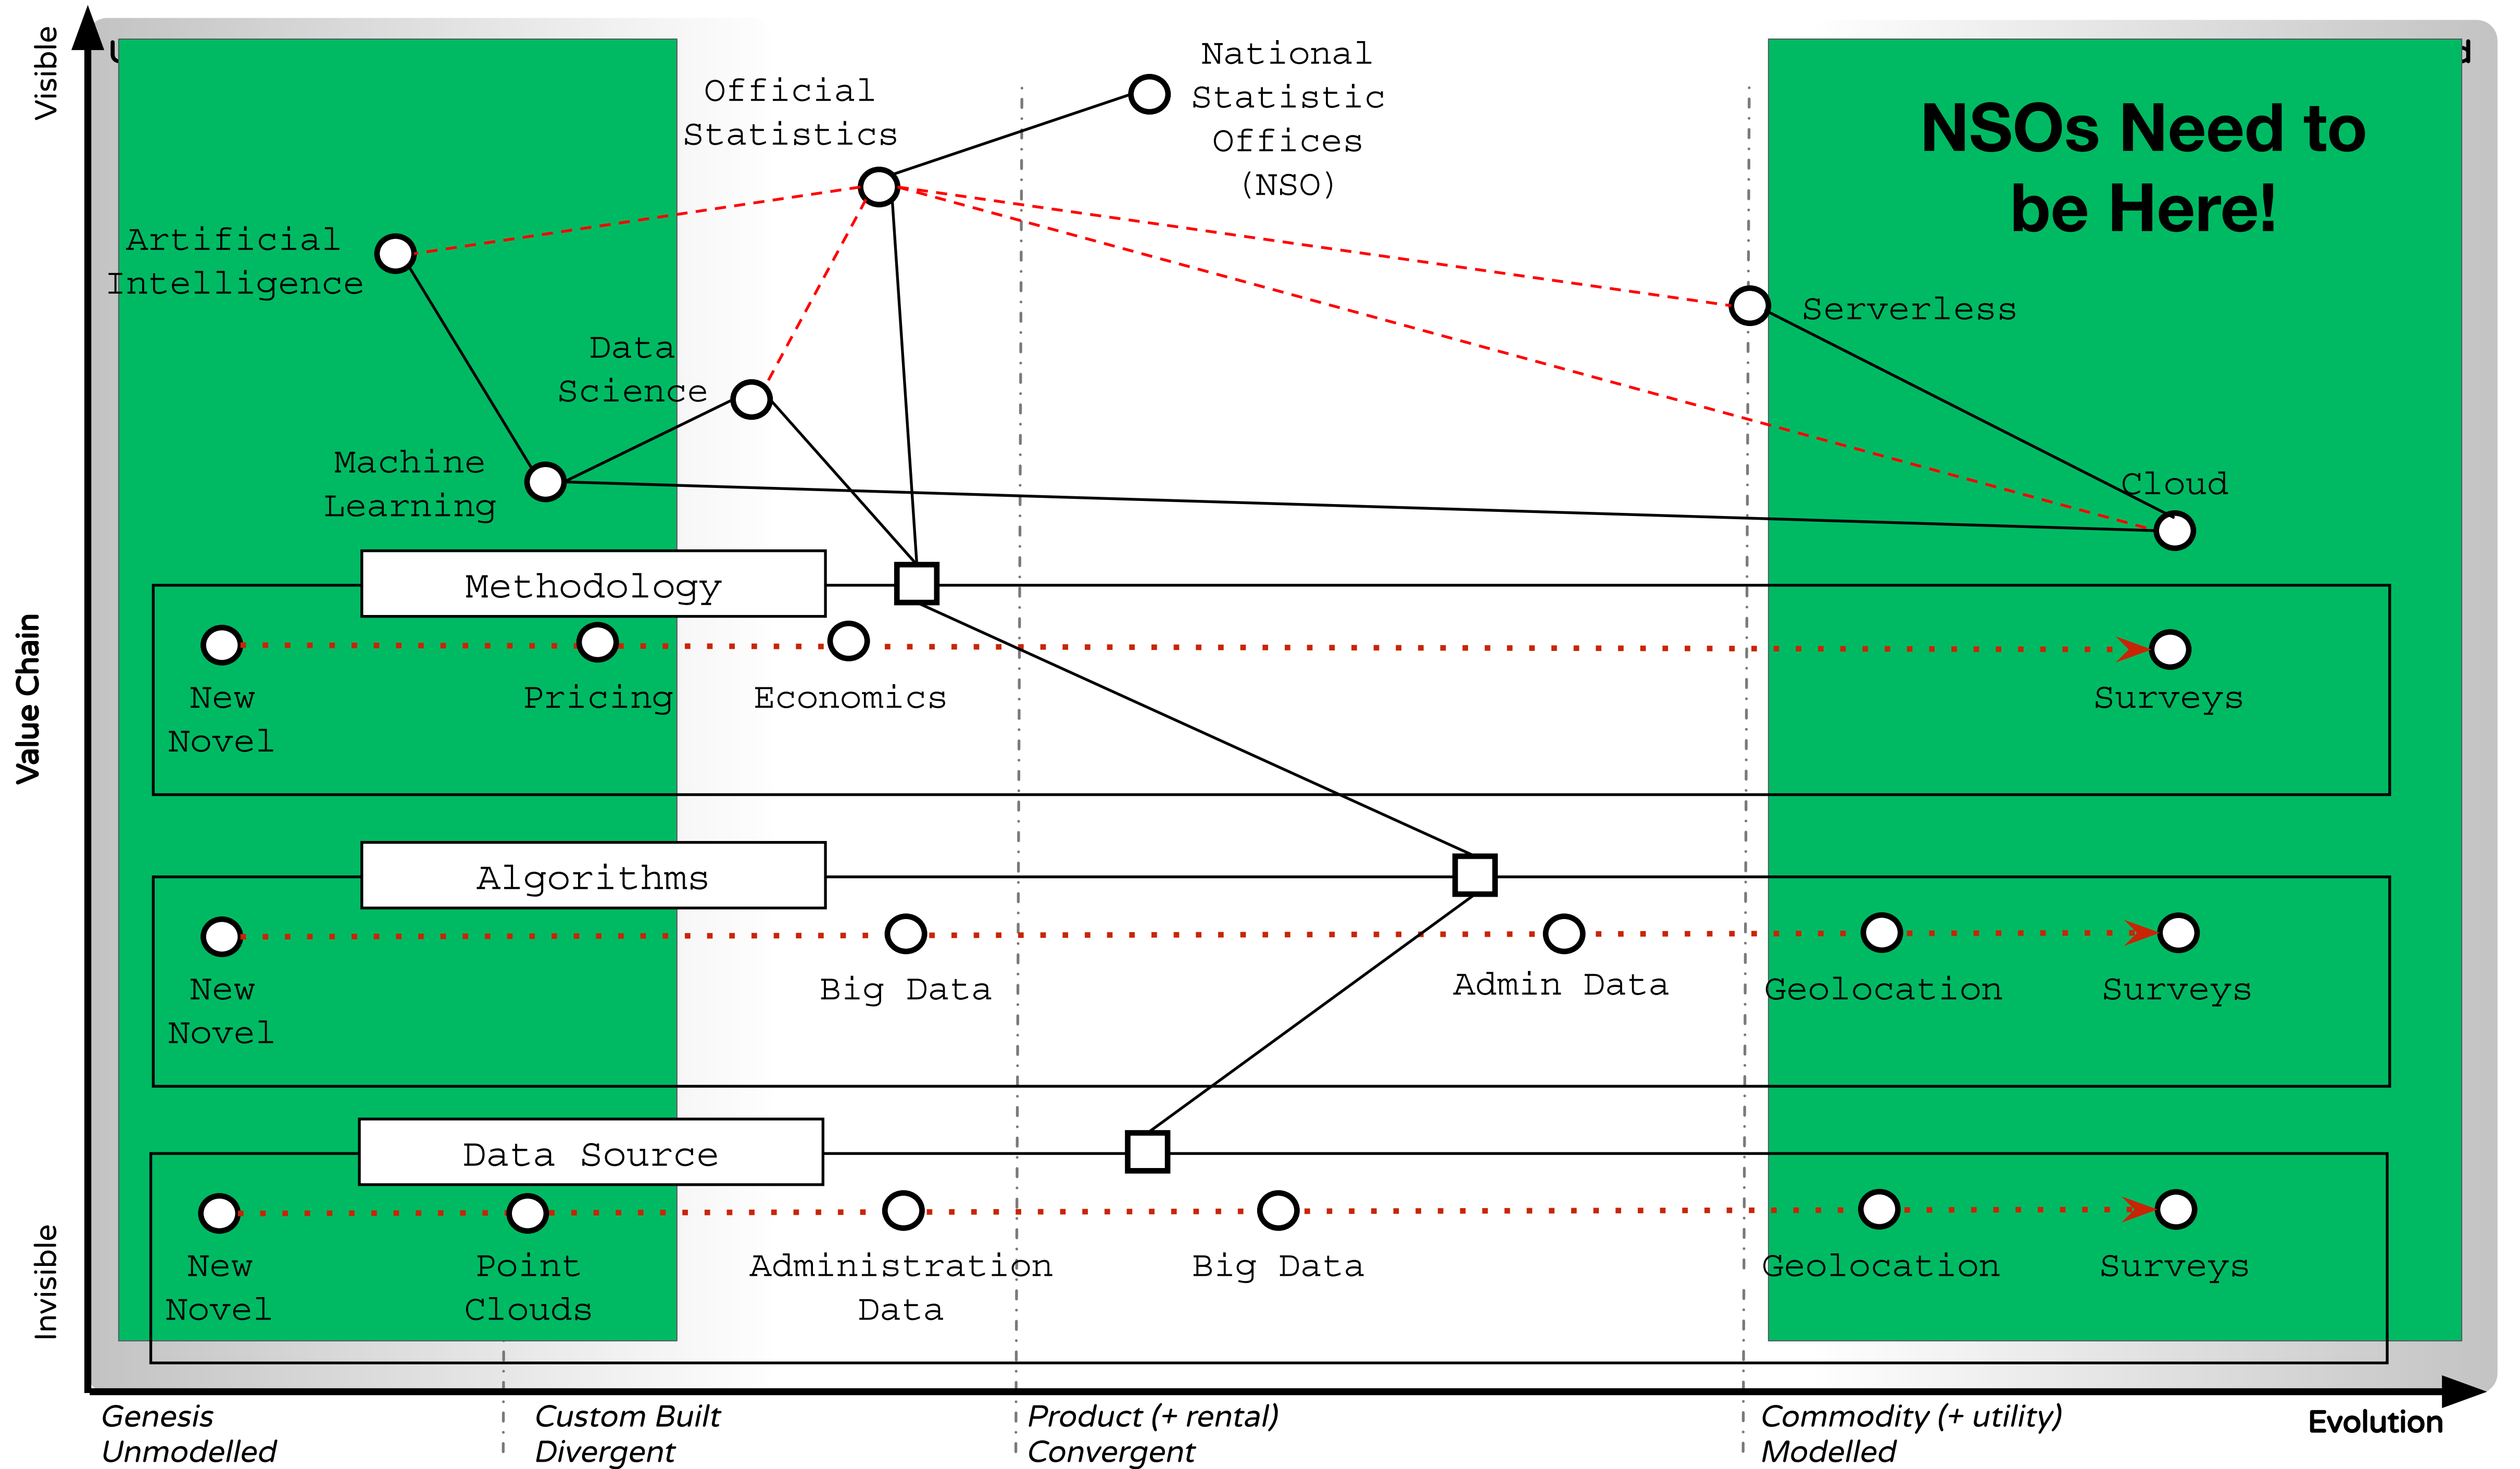 Visible
Value Chain
Invisible
National
Statistic
Offices
(NSO)
Official
Statistics
NSOs Need to
be Here!
Artificial
Intelligence
Serverless
Data
Science
Machine
Learning
Cloud
Methodology
New
Novel
Pricing
Economics
Surveys
Algorithms
New
Novel
Big Data
Admin Data
Geolocation
Surveys
Data Source
New
Novel
Point
Clouds
Administration
Data
Big Data
Geolocation
Surveys
Genesis
Unmodelled
Custom Built
Divergent
Product (+ rental)
Convergent
Commodity (+ utility)
Modelled
Evolution